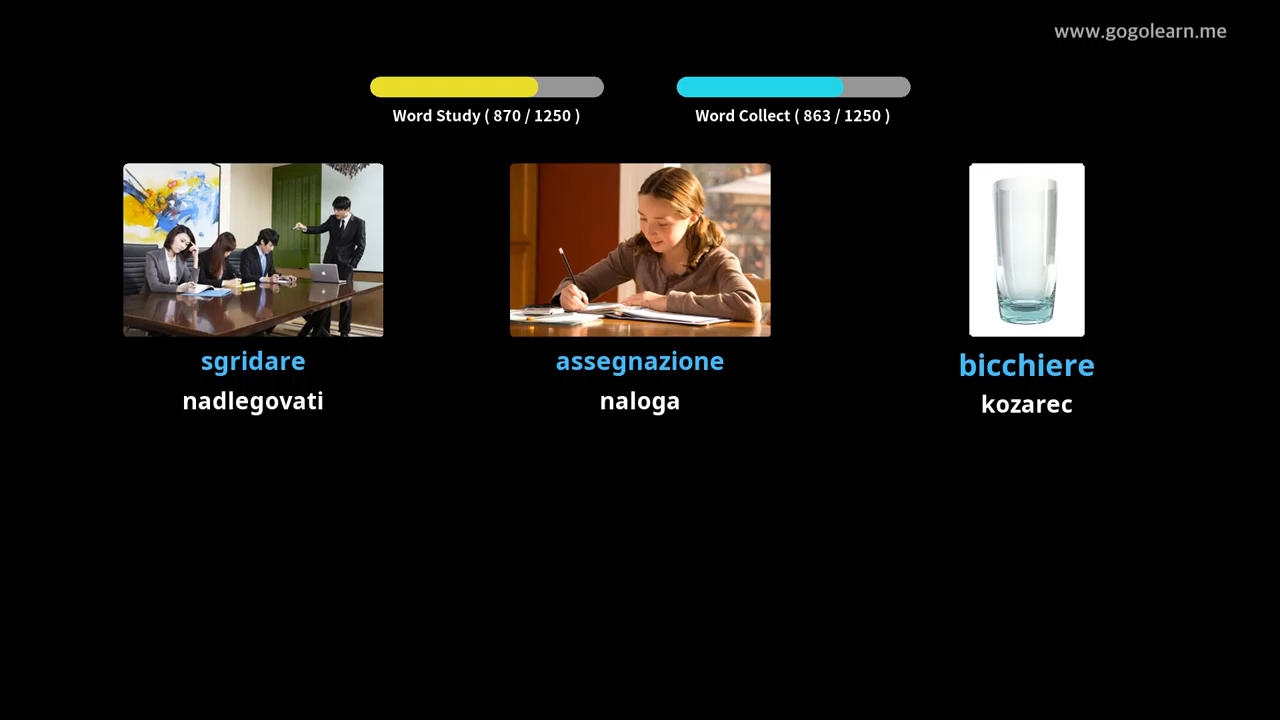 www.gogolearn.me
Word Study ( 870 / 1250 )
Word Collect ( 863 / 1250 )
sgridare
nadlegovati
assegnazione
naloga
bicchiere
kozarec